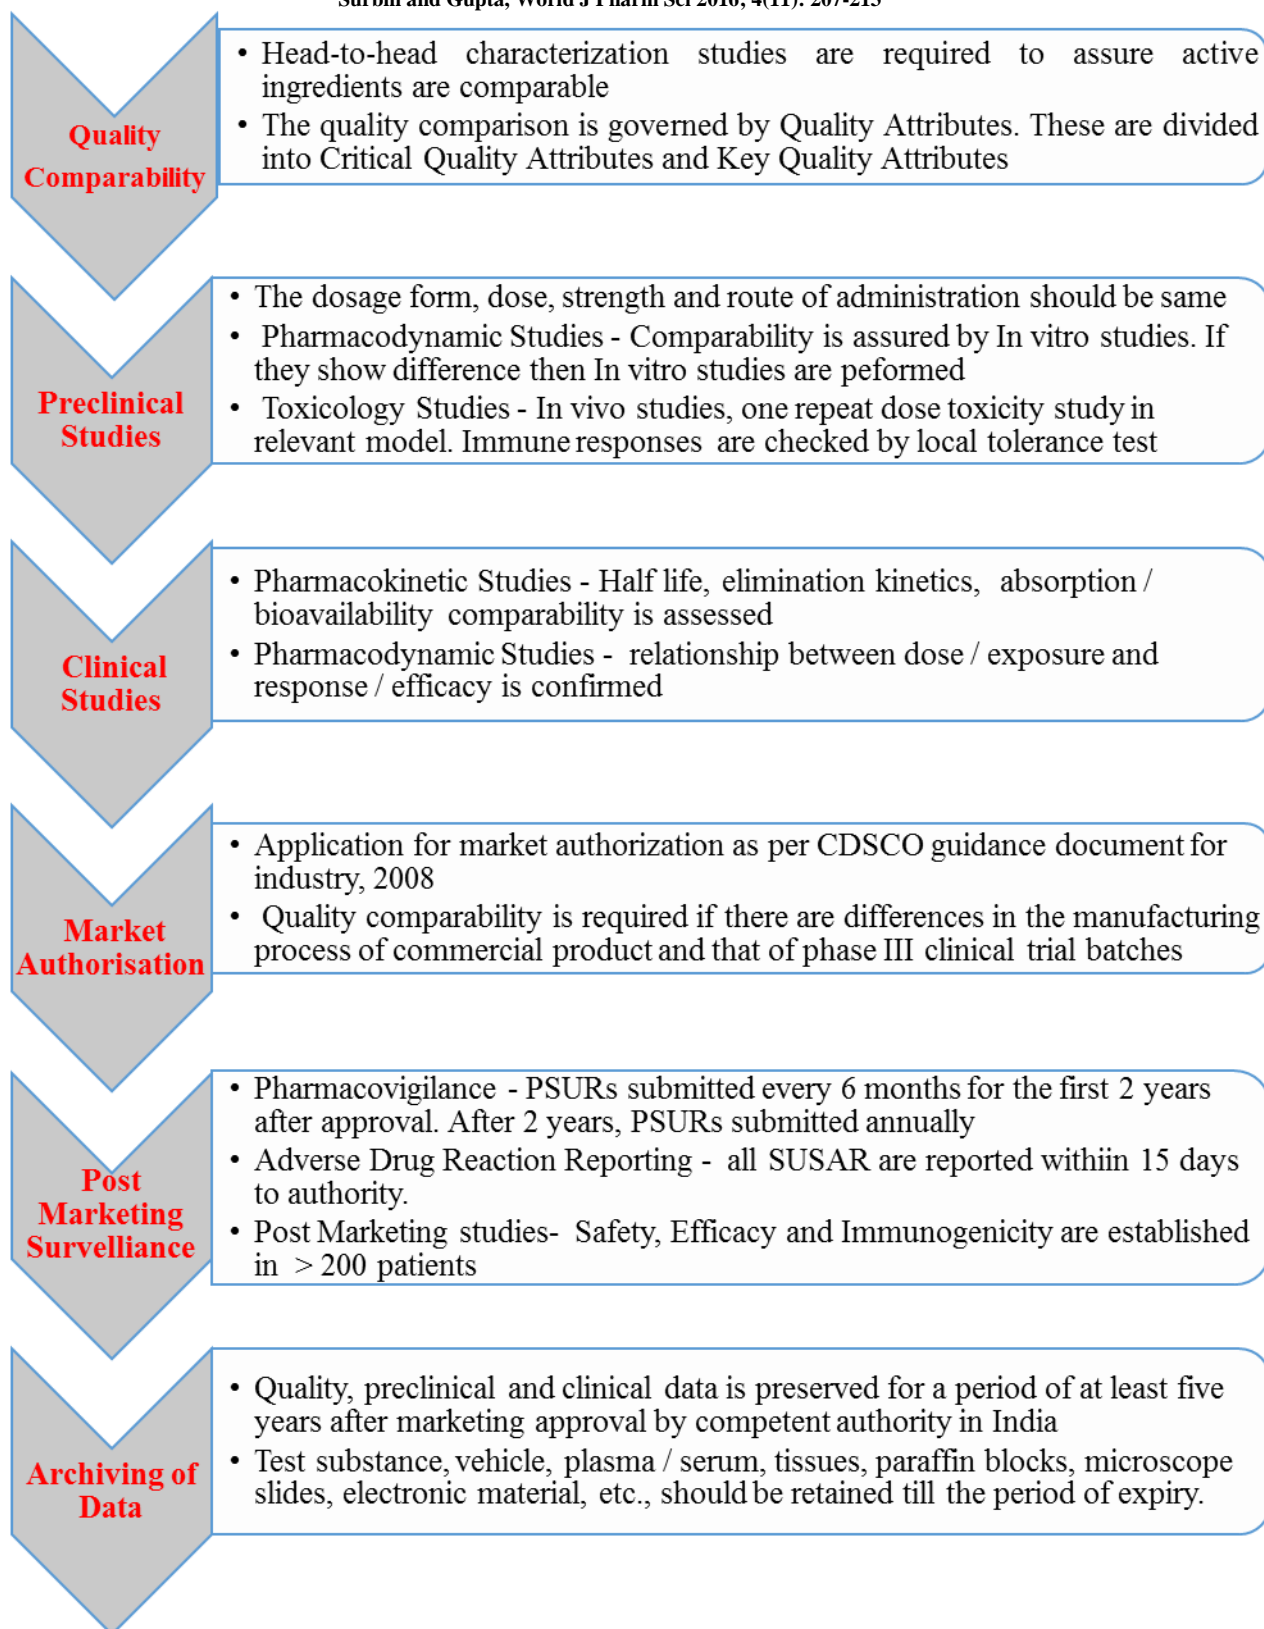 Surbhi and Gupta, World J Pharm Sci 2016; 4(11): 207-213
Quality
Comparability
• Head-to-head characterization studies are required to assure active
ingredients are comparable
• The quality comparison is governed by Quality Attributes. These are divided
into Critical Quality Attributes and Key Quality Attributes
Preclinical
Studies
• The dosage form, dose, strength and route of administration should be same
• Pharmacodynamic Studies - Comparability is assured by In vitro studies. If
they show difference then In vitro studies are peformed
• Toxicology Studies - In vivo studies, one repeat dose toxicity study in
relevant model. Immune responses are checked by local tolerance test
Clinical
Studies
• Pharmacokinetic Studies - Half life, elimination kinetics, absorption /
bioavailability comparability is assessed
• Pharmacodynamic Studies - relationship between dose / exposure and
response / efficacy is confirmed
Market
Authorisation
• Application for market authorization as per CDSCO guidance document for
industry, 2008
• Quality comparability is required if there are differences in the manufacturing
process of commercial product and that of phase III clinical trial batches
Post
Marketing
Survelliance
• Pharmacovigilance - PSURs submitted every 6 months for the first 2 years
after approval. After 2 years, PSURs submitted annually
• Adverse Drug Reaction Reporting - all SUSAR are reported withiin 15 days
to authority.
• Post Marketing studies- Safety, Efficacy and Immunogenicity are established
in > 200 patients
Archiving of
Data
• Quality, preclinical and clinical data is preserved for a period of at least five
years after marketing approval by competent authority in India
• Test substance, vehicle, plasma / serum, tissues, paraffin blocks, microscope
slides, electronic material, etc., should be retained till the period of expiry.